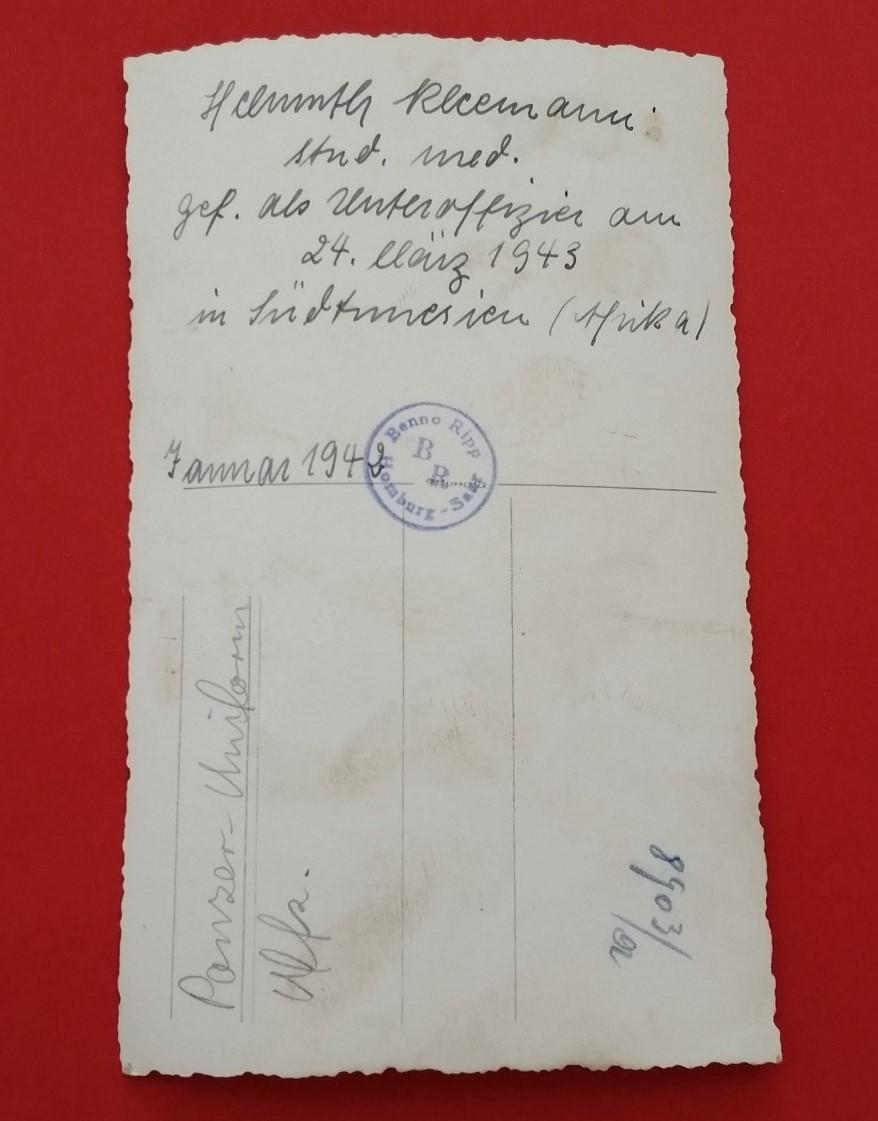 Helmuth Kleemann
stud. med.
gef. als Unteroffizier am
24. März 1943
in Südtunesien (Afrika)
Januar 194
Benno Ripp
B
R
Homburg-Saar
Panzer-Uniform
Uffz.
8903/